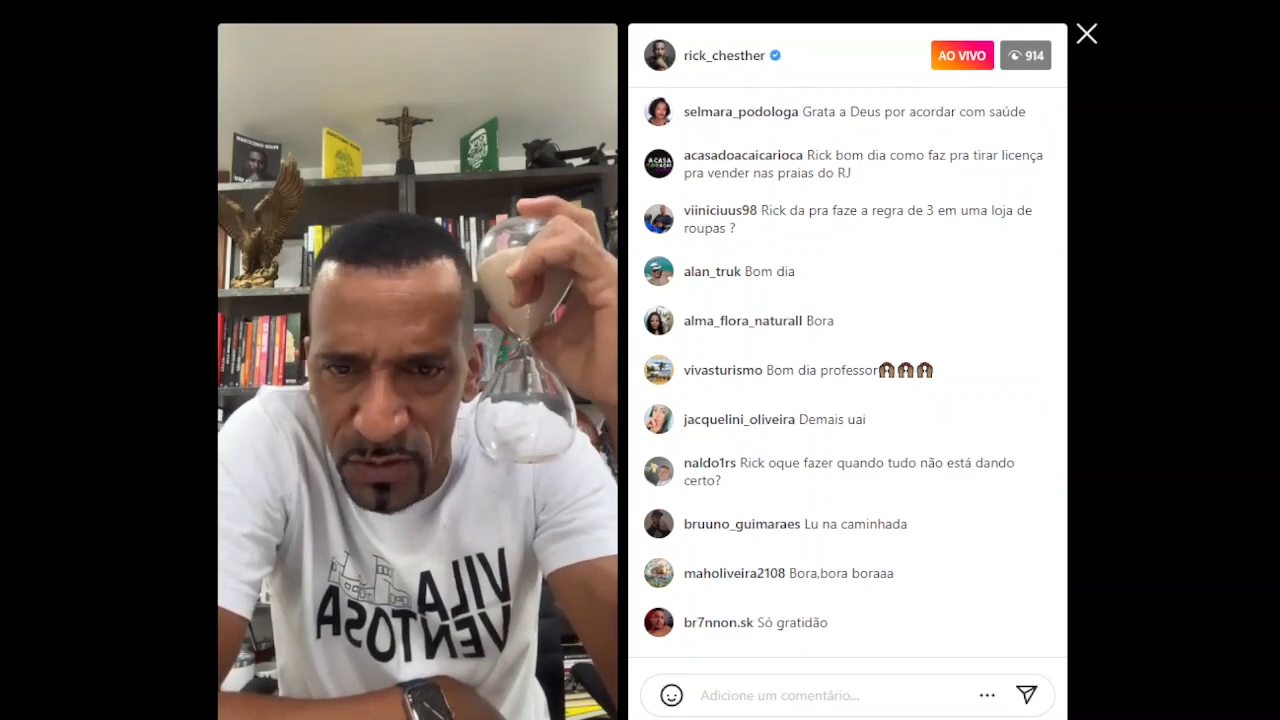 rick_chesther
AO VIVO
914
selmara_podologa Grata a Deus por acordar com saúde
acasadoacaicarioca Rick bom dia como faz pra tirar licença
pra vender nas praias do RJ
viiniciuus98 Rick da pra faze a regra de 3 em uma loja de
roupas ?
alan_truk Bom dia
alma_flora_naturall Bora
vivasturismo Bom dia professor
jacquelini_oliveira Demais uai
naldo1rs Rick oque fazer quando tudo não está dando
certo?
bruuno_guimaraes Lu na caminhada
maholiveira2108 Bora,bora boraaa
br7nnon.sk Só gratidão
Adicione um comentário...
VILA
VENTOSA